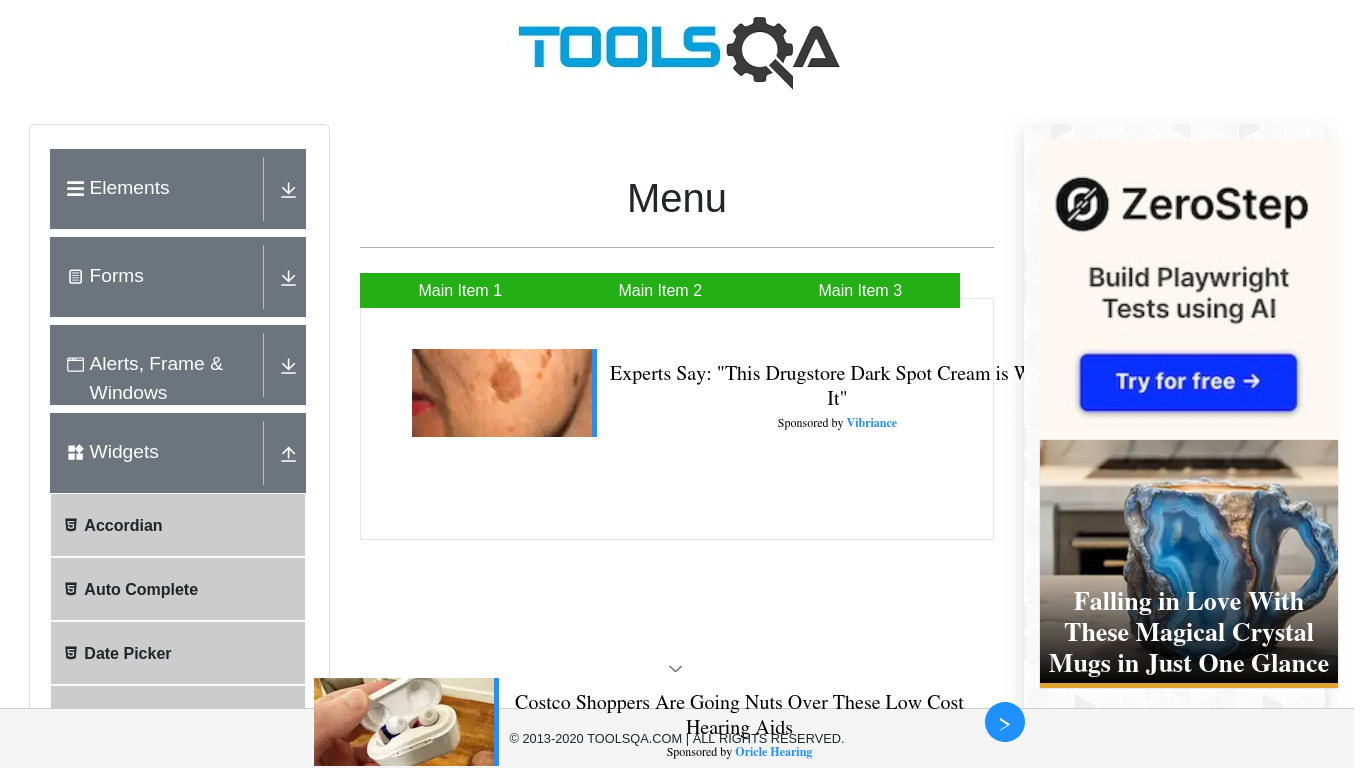 TOOLSQA
Elements
Forms
Alerts, Frame &
Windows
Widgets
Accordian
Auto Complete
Date Picker
Menu
Main Item 1
Main Item 2
Main Item 3
Experts Say: "This Drugstore Dark Spot Cream is
It"
Sponsored by Vibriance
ZeroStep
Build Playwright
Tests using AI
Try for free →
Falling in Love With
These Magical Crystal
Mugs in Just One Glance
Costco Shoppers Are Going Nuts Over These Low Cost
Hearing Aids
© 2013-2020 TOOLSQA.COM | ALL RIGHTS RESERVED.
Sponsored by Oricle Hearing